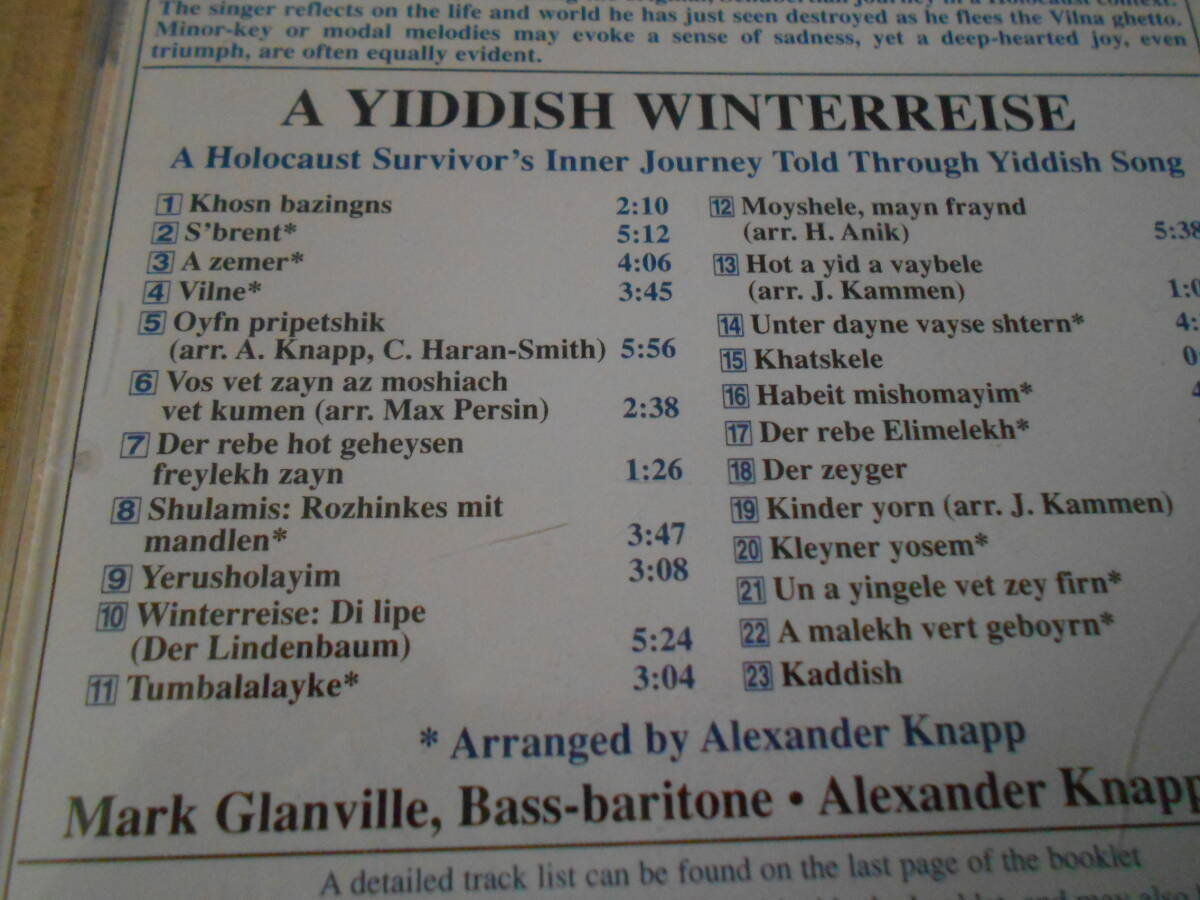 The singer reflects on the life and world he has just seen destroyed as he flees the Vilna ghetto.
Minor-key or modal melodies may evoke a sense of sadness, yet a deep-hearted joy, even
triumph, are often equally evident.
A YIDDISH WINTERREISE
A Holocaust Survivor's Inner Journey Told Through Yiddish Song
1 Khosn bazingns 2:10
2 S'brent* 5:12
3 A zemer* 4:06
4 Vilne* 3:45
5 Oyfn pripetshik
(arr. A. Knapp, C. Haran-Smith) 5:56
6 Vos vet zayn az moshiach
vet kumen (arr. Max Persin) 2:38
7 Der rebe hot geheysen
freylekh zayn 1:26
8 Shulamis: Rozhinkes mit
mandlen* 3:47
9 Yerusholayim 3:08
10 Winterreise: Di lipe
(Der Lindenbaum) 5:24
11 Tumbalalayke* 3:04
12 Moyshele, mayn fraynd
(arr. H. Anik) 5:38
13 Hot a yid a vaybele
(arr. J. Kammen) 1:0
14 Unter dayne vayse shtern* 4:
15 Khatskele 0:
16 Habeit mishomayim* 4
17 Der rebe Elimelekh*
18 Der zeyger
19 Kinder yorn (arr. J. Kammen)
20 Kleyner yosem*
21 Un a yingele vet zey firn*
22 A malekh vert geboyrn*
23 Kaddish
* Arranged by Alexander Knapp
Mark Glanville, Bass-baritone • Alexander Knapp
A detailed track list can be found on the last page of the booklet